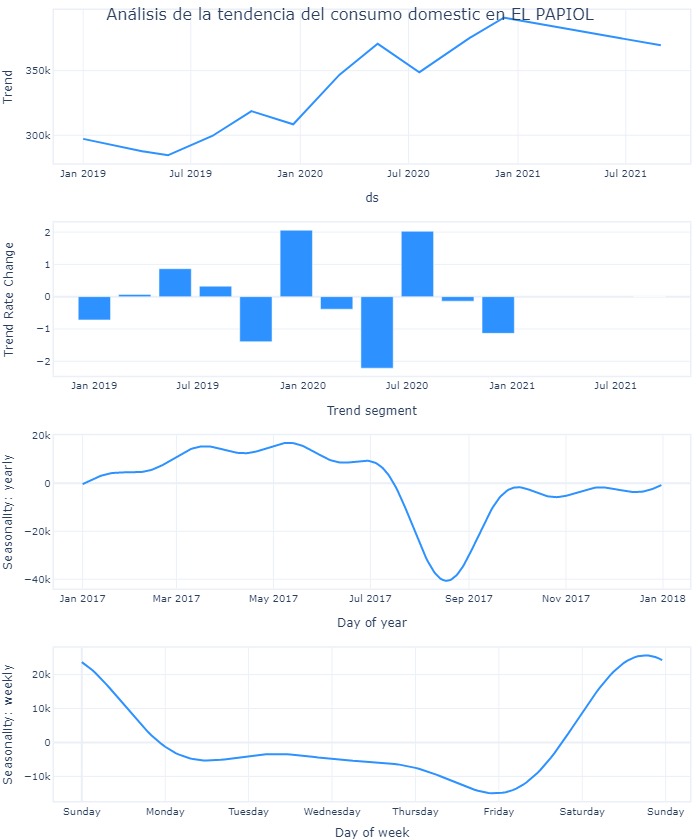 Análisis de la tendencia del consumo domestic en EL PAPIOL
Trend
350k
300k
Jan 2019
Jul 2019
Jan 2020
Jul 2020
Jan 2021
Jul 2021
ds
Trend Rate Change
2
1
0
−1
−2
Jan 2019
Jul 2019
Jan 2020
Jul 2020
Jan 2021
Jul 2021
Trend segment
Seasonality: yearly
20k
0
−20k
−40k
Jan 2017
Mar 2017
May 2017
Jul 2017
Sep 2017
Nov 2017
Jan 2018
Day of year
Seasonality: weekly
20k
10k
0
−10k
Sunday
Monday
Tuesday
Wednesday
Thursday
Friday
Saturday
Sunday
Day of week